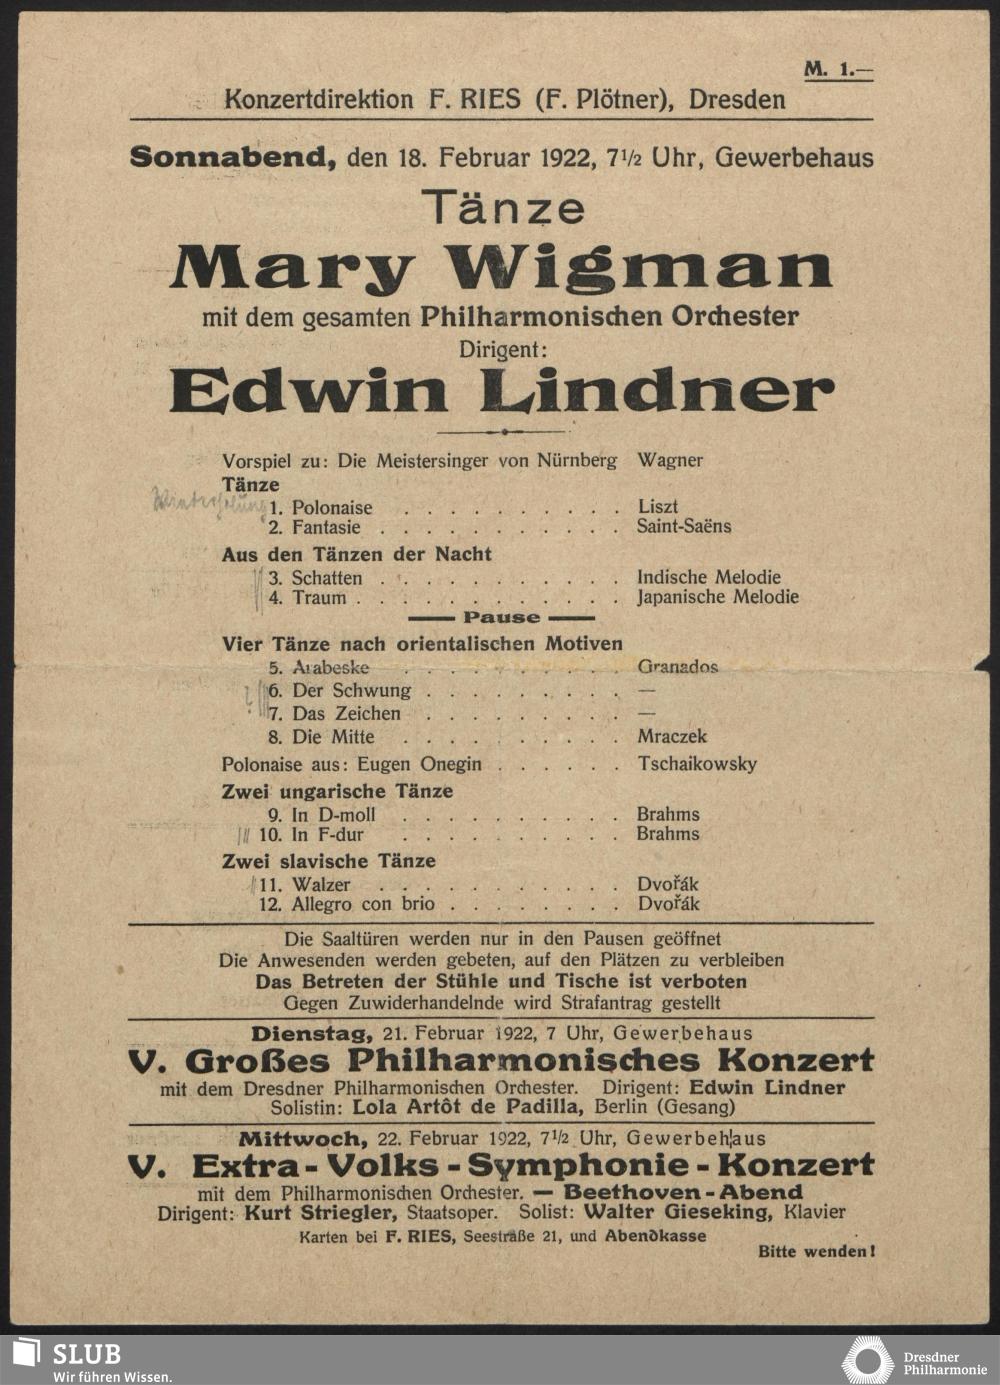 M. 1.—
Konzertdirektion F. RIES (F. Plötner), Dresden
Sonnabend, den 18. Februar 1922, 7 1/2 Uhr, Gewerbehaus
Tänze
Mary Wigman
mit dem gesamten Philharmonischen Orchester
Dirigent:
Edwin Lindner
Vorspiel zu: Die Meistersinger von Nürnberg Wagner
Tänze
1. Polonaise . . . . . . . . . . Liszt
2. Fantasie . . . . . . . . . . . Saint-Saëns
Aus den Tänzen der Nacht
3. Schatten . . . . . . . . . . . Indische Melodie
4. Traum . . . . . . . . . . . . Japanische Melodie
— Pause —
Vier Tänze nach orientalischen Motiven
5. Arabeske . . . . . . . . . . Granados
? 6. Der Schwung . . . . . . . . . —
7. Das Zeichen . . . . . . . . . —
8. Die Mitte . . . . . . . . . . Mraczek
Polonaise aus: Eugen Onegin . . . . . . Tschaikowsky
Zwei ungarische Tänze
9. In D-moll . . . . . . . . . . Brahms
10. In F-dur . . . . . . . . . . Brahms
Zwei slavische Tänze
11. Walzer . . . . . . . . . . . Dvořák
12. Allegro con brio . . . . . . . . Dvořák
Die Saaltüren werden nur in den Pausen geöffnet
Die Anwesenden werden gebeten, auf den Plätzen zu verbleiben
Das Betreten der Stühle und Tische ist verboten
Gegen Zuwiderhandelnde wird Strafantrag gestellt
Dienstag, 21. Februar 1922, 7 Uhr, Gewerbehaus
V. Großes Philharmonisches Konzert
mit dem Dresdner Philharmonischen Orchester. Dirigent: Edwin Lindner
Solistin: Lola Artôt de Padilla, Berlin (Gesang)
Mittwoch, 22. Februar 1922, 7 1/2 Uhr, Gewerbehaus
V. Extra-Volks-Symphonie-Konzert
mit dem Philharmonischen Orchester. — Beethoven-Abend
Dirigent: Kurt Striegler, Staatsoper. Solist: Walter Gieseking, Klavier
Karten bei F. RIES, Seestraße 21, und Abendkasse
Bitte wenden!
SLUB
Wir führen Wissen.
Dresdner
Philharmonie